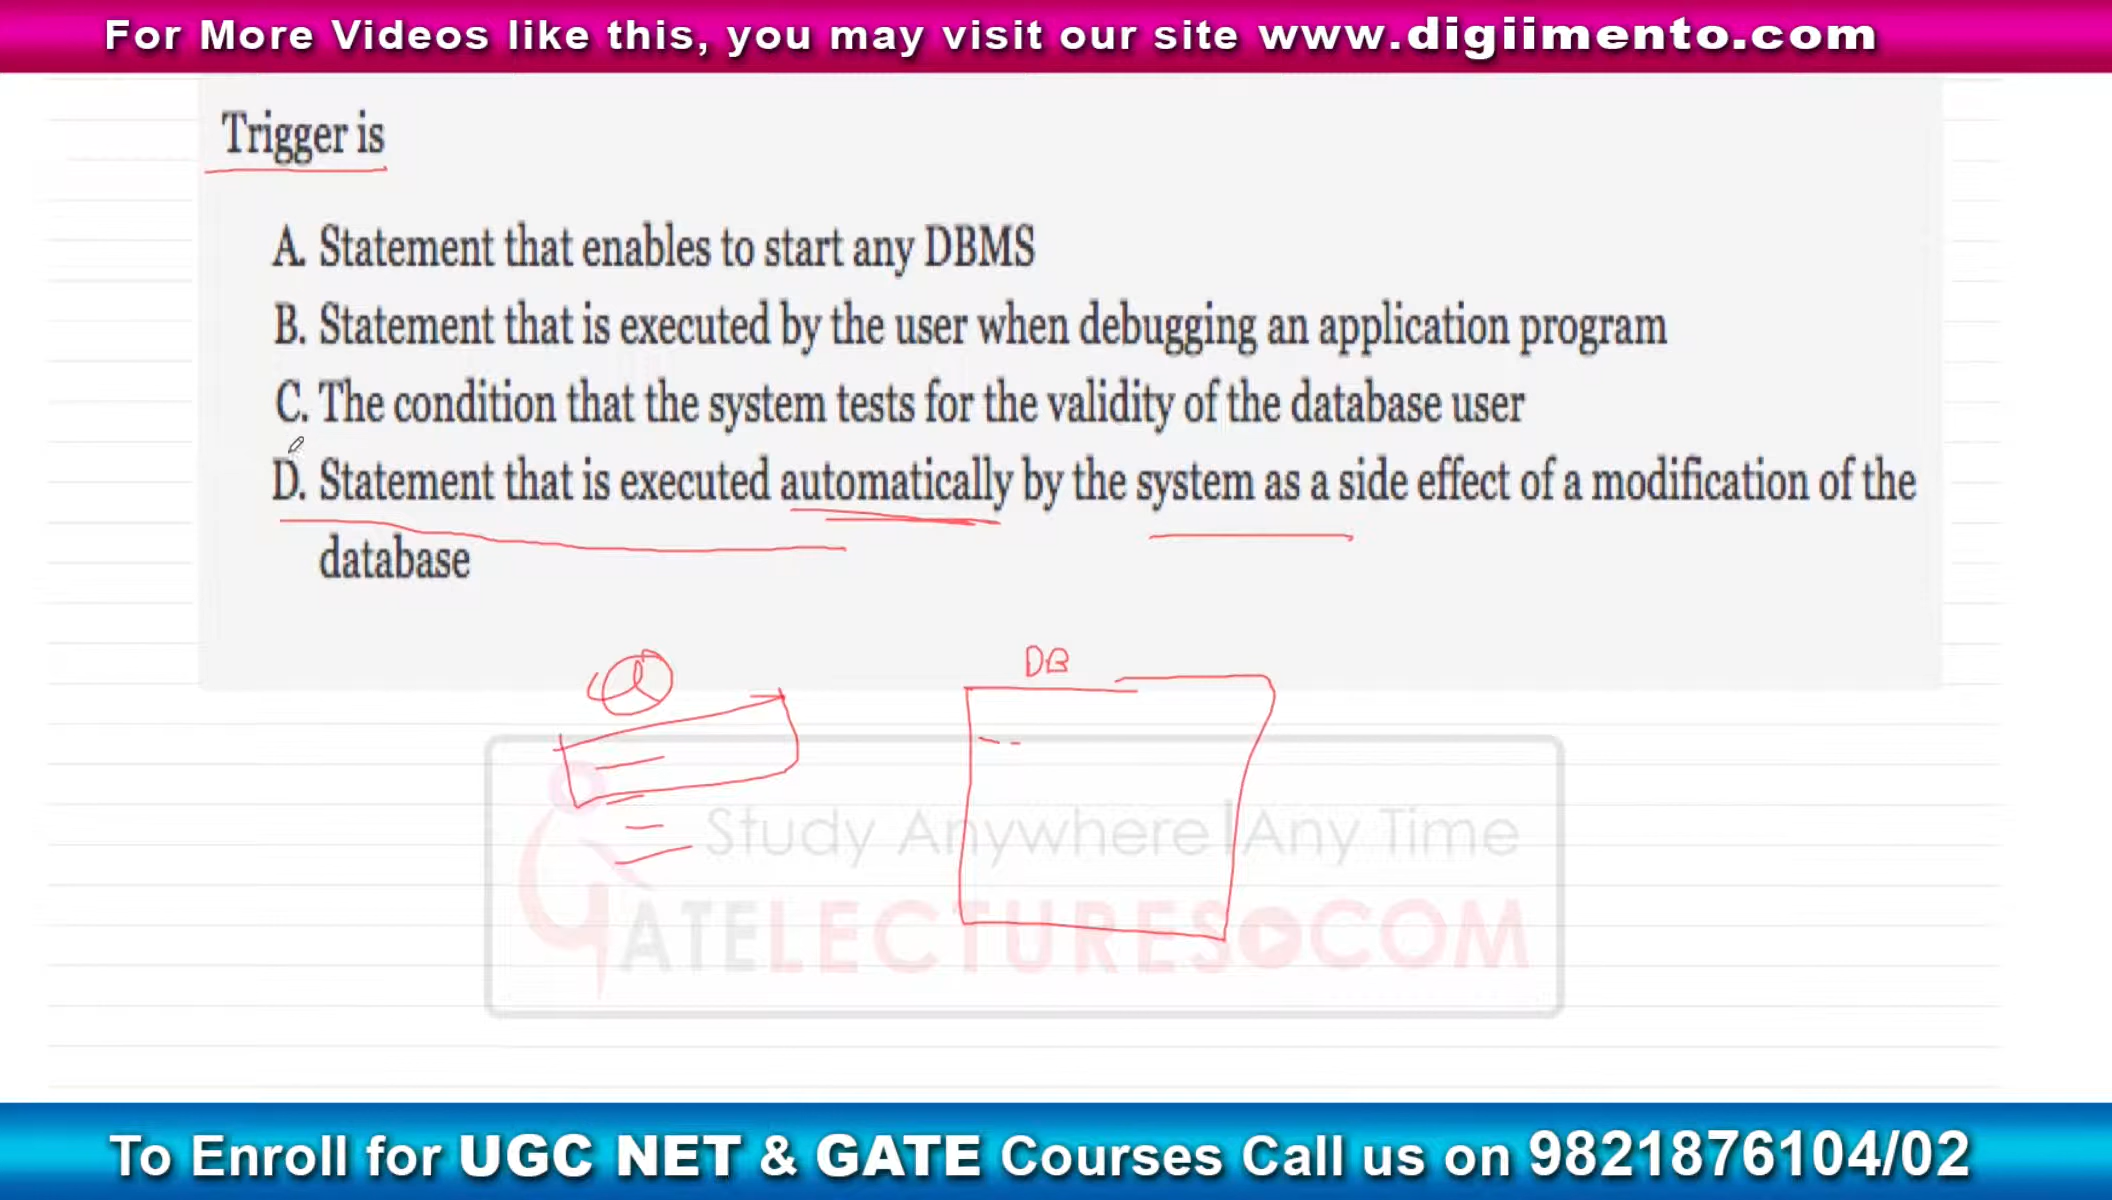 For More Videos like this, you may visit our site www.digiimento.com
Trigger is
A. Statement that enables to start any DBMS
B. Statement that is executed by the user when debugging an application program
C. The condition that the system tests for the validity of the database user
D. Statement that is executed automatically by the system as a side effect of a modification of the
database
DB
Study Anywhere|Any Time
GATELECTURES.COM
To Enroll for UGC NET & GATE Courses Call us on 9821876104/02